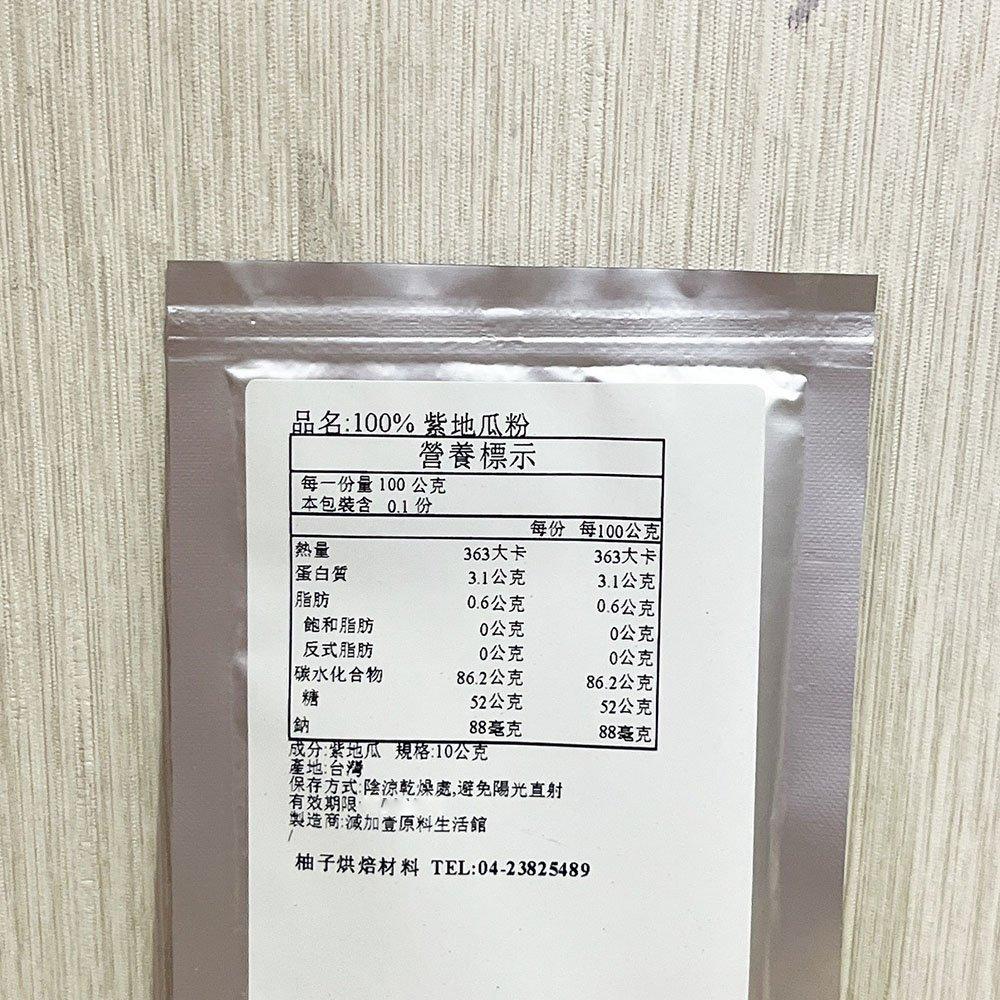 品名:100% 紫地瓜粉
營養標示
每一份量 100 公克
本包裝含 0.1 份
每份 每100公克
熱量 363大卡 363大卡
蛋白質 3.1公克 3.1公克
脂肪 0.6公克 0.6公克
飽和脂肪 0公克 0公克
反式脂肪 0公克 0公克
碳水化合物 86.2公克 86.2公克
糖 52公克 52公克
鈉 88毫克 88毫克
成分:紫地瓜 規格:10公克
產地:台灣
保存方式:陰涼乾燥處,避免陽光直射
有效期限:
製造商:減加壹原料生活館
柚子烘焙材料 TEL:04-23825489